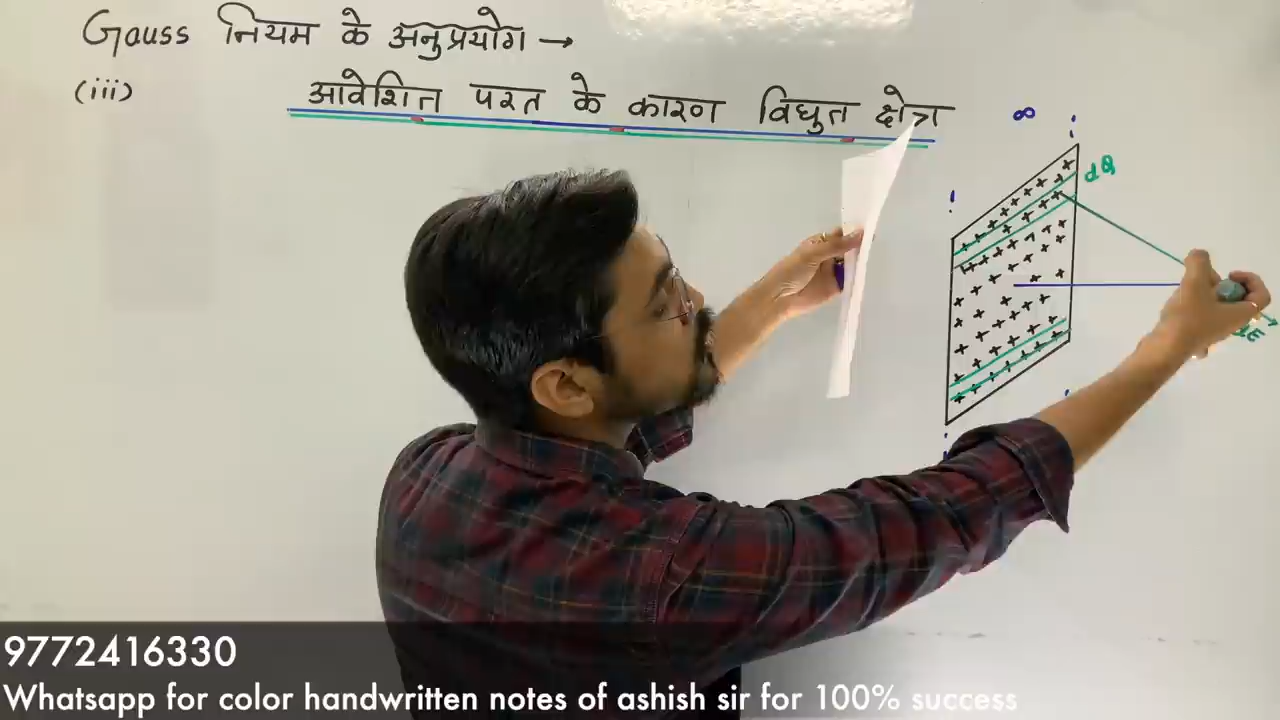 Gauss नियम के अनुप्रयोग →
(iii)
आवेशित परत के कारण विद्युत क्षेत्र
∞
dQ
dE
9772416330
Whatsapp for color handwritten notes of ashish sir for 100% success